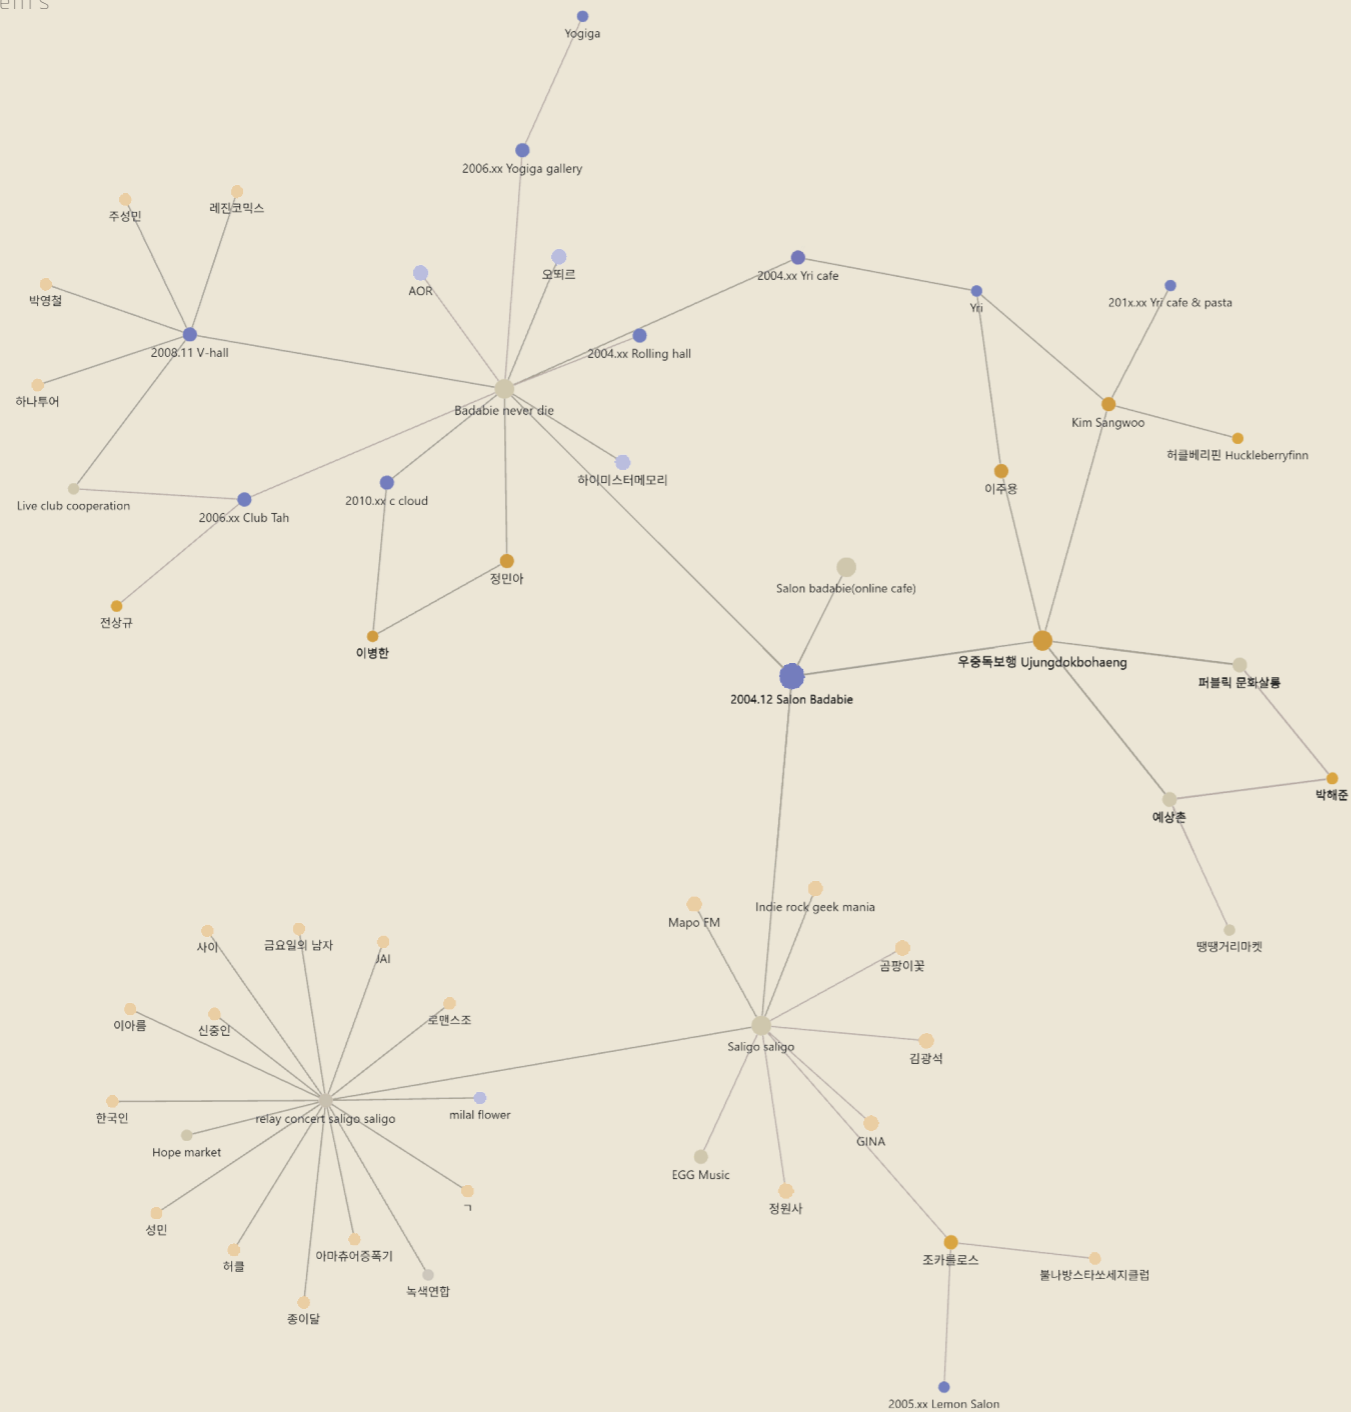 Yogiga
2006.xx Yogiga gallery
주성민
레진코믹스
박영철
AOR
오뙤르
2004.xx Yri cafe
Yri
201x.xx Yri cafe & pasta
2008.11 V-hall
2004.xx Rolling hall
하나투어
Badabie never die
Kim Sangwoo
허클베리핀 Huckleberryfinn
Live club cooperation
2006.xx Club Tah
2010.xx c cloud
하이미스터메모리
이주용
전상규
이병한
정민아
Salon badabie(online cafe)
우중독보행 Ujungdokbohaeng
퍼블릭 문화살롱
2004.12 Salon Badabie
박해준
예상촌
땡땡거리마켓
Mapo FM
Indie rock geek mania
곰팡이꽃
Saligo saligo
김광석
GINA
EGG Music
정원사
조카를로스
불나방스타쏘세지클럽
2005.xx Lemon Salon
사이
금요일의 남자
JAI
이아름
신중인
로맨스조
한국인
relay concert saligo saligo
milal flower
Hope market
ㄱ
성민
허클
아마츄어증폭기
녹색연합
종이달